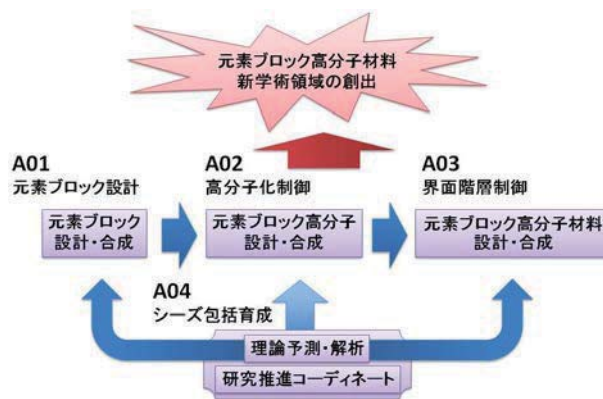 元素ブロック高分子材料
新学術領域の創出
A01
元素ブロック設計
A02
高分子化制御
A03
界面階層制御
元素ブロック
設計・合成
元素ブロック高分子
設計・合成
元素ブロック高分子材料
設計・合成
A04
シーズ包括育成
理論予測・解析
研究推進コーディネート